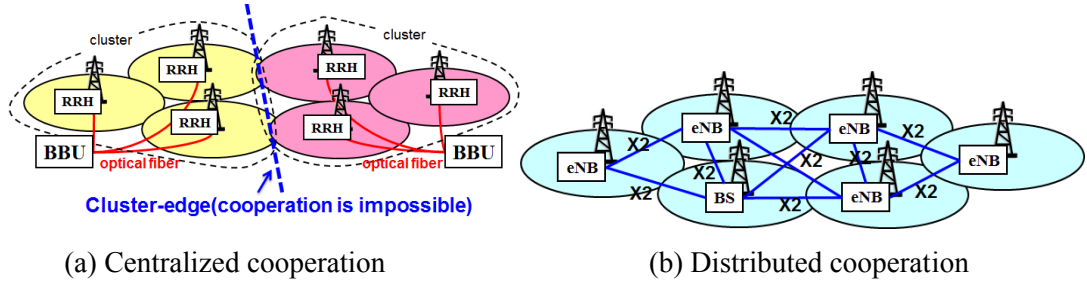 cluster
cluster
RRH
RRH
RRH
RRH
RRH
RRH
BBU
optical fiber
optical fiber
BBU
Cluster-edge(cooperation is impossible)
(a) Centralized cooperation
X2
eNB
eNB
X2
X2
eNB
X2
X2
X2
X2
eNB
X2
BS
X2
eNB
X2
(b) Distributed cooperation